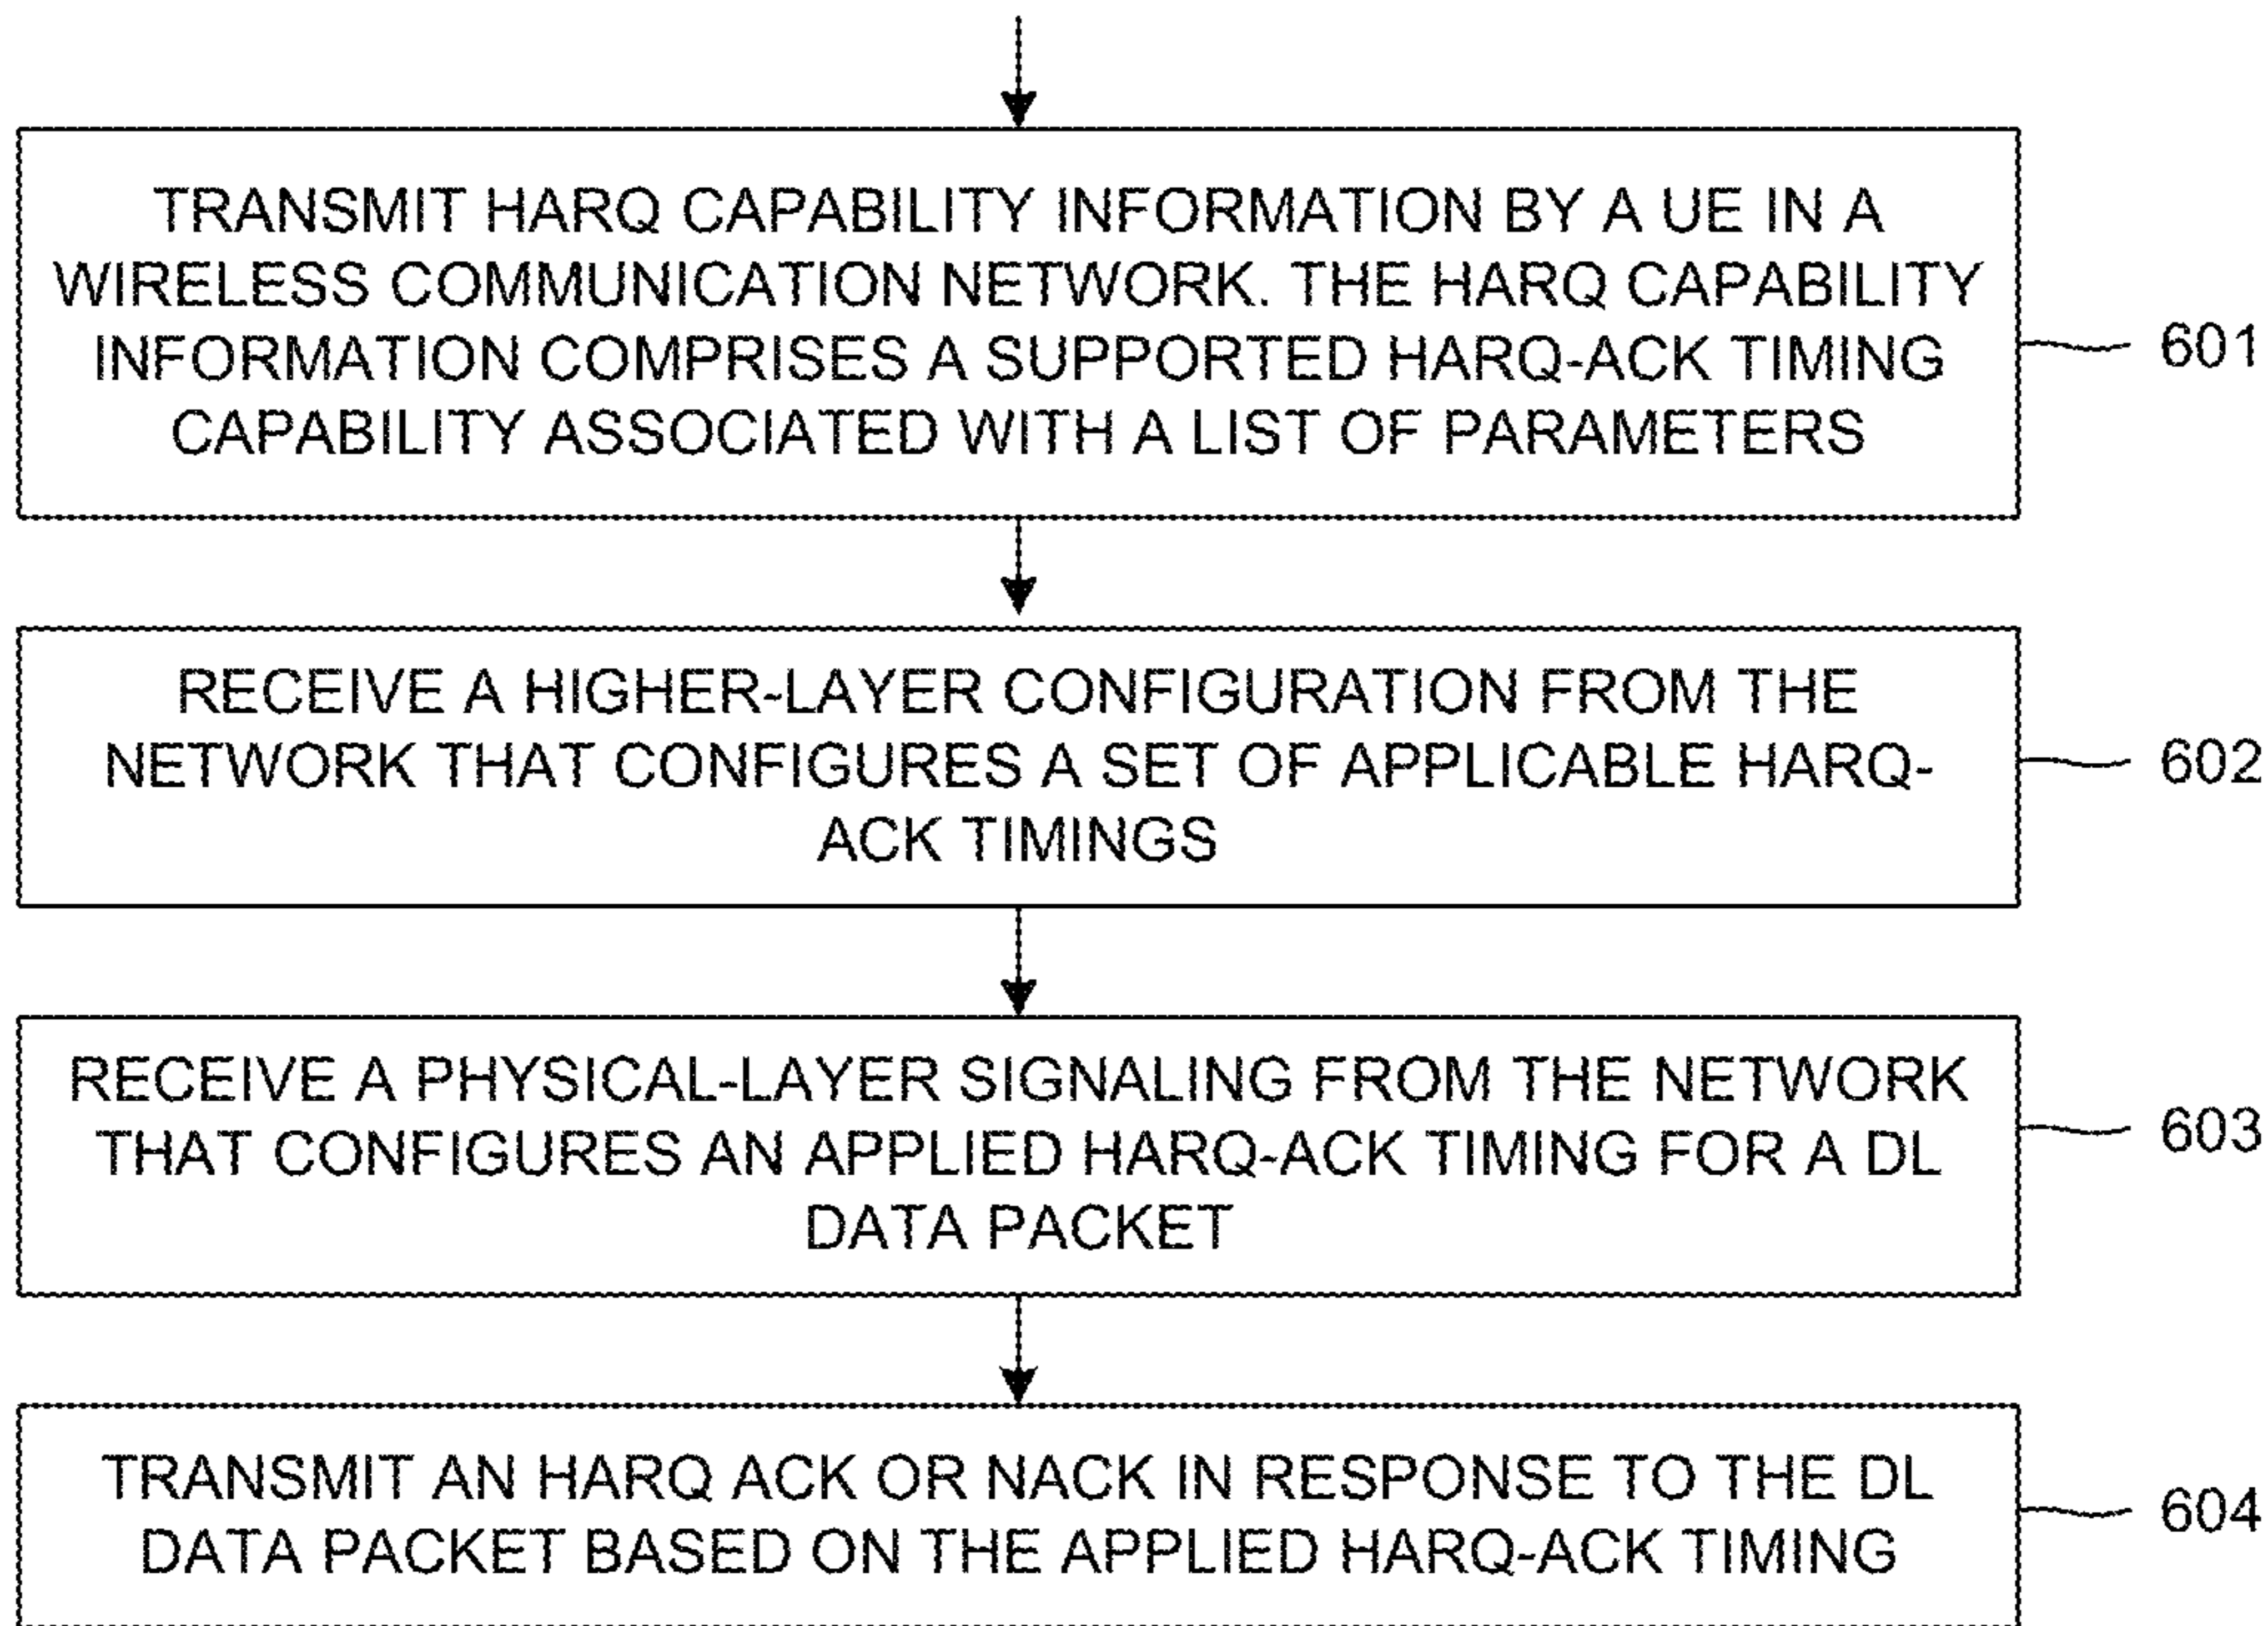 TRANSMIT HARQ CAPABILITY INFORMATION BY A UE IN A
WIRELESS COMMUNICATION NETWORK. THE HARQ CAPABILITY
INFORMATION COMPRISES A SUPPORTED HARQ-ACK TIMING
CAPABILITY ASSOCIATED WITH A LIST OF PARAMETERS
601
RECEIVE A HIGHER-LAYER CONFIGURATION FROM THE
NETWORK THAT CONFIGURES A SET OF APPLICABLE HARQ-
ACK TIMINGS
602
RECEIVE A PHYSICAL-LAYER SIGNALING FROM THE NETWORK
THAT CONFIGURES AN APPLIED HARQ-ACK TIMING FOR A DL
DATA PACKET
603
TRANSMIT AN HARQ ACK OR NACK IN RESPONSE TO THE DL
DATA PACKET BASED ON THE APPLIED HARQ-ACK TIMING
604